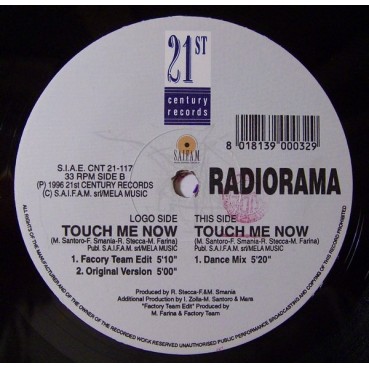 21 ST
century
records
8 018139 000329
S.I.A.E. CNT 21-117
33 RPM SIDE B
(P) 1996 21st CENTURY RECORDS
(C) S.A.I.F.A.M. srl/MELA MUSIC
S.A.I.F.A.M.
RADIORAMA
LOGO SIDE
TOUCH ME NOW
(M. Santoro-F. Smania-R. Stecca-M. Farina)
Publ. S.A.I.F.A.M. srl/MELA MUSIC
1. Facory Team Edit 5'10"
2. Original Version 5'00"
THIS SIDE
TOUCH ME NOW
(M. Santoro-F. Smania-R. Stecca-M. Farina)
Publ. S.A.I.F.A.M. srl/MELA MUSIC
1. Dance Mix 5'20"
Produced by R. Stecca-F.&M. Smania
Additional Production by I. Zolla-M. Santoro & Mera
"Factory Team Edit" Produced by
M. Farina & Factory Team
ALL RIGHTS OF THE MANUFACTURER AND OF THE OWNER OF THE RECORDED WORK RESERVED UNAUTHORISED PUBLIC PERFORMANCE BROADCASTING AND COPYING OF THIS RECORD PROHIBITED